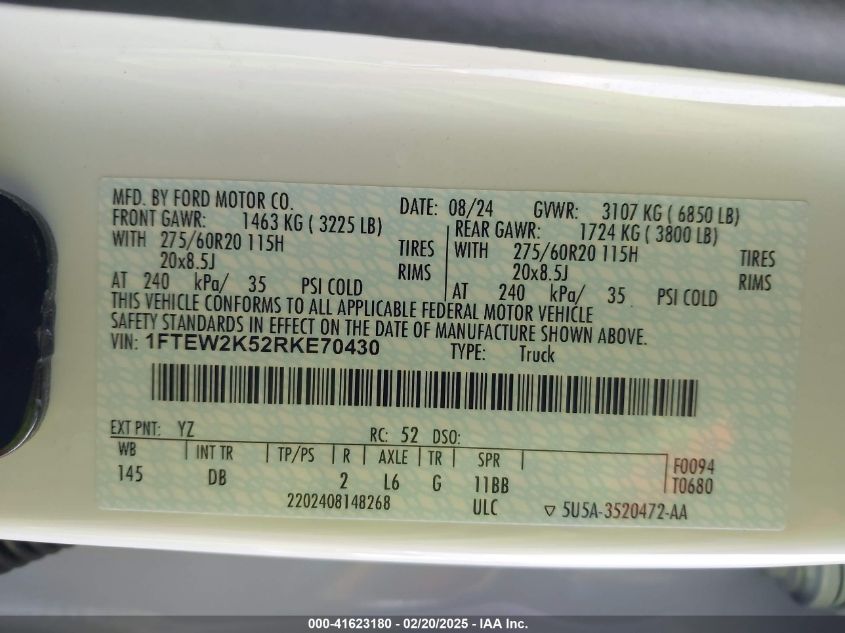 MFD. BY FORD MOTOR CO. DATE: 08/24 GVWR: 3107 KG ( 6850 LB)
FRONT GAWR: 1463 KG ( 3225 LB) REAR GAWR: 1724 KG ( 3800 LB)
WITH 275/60R20 115H TIRES WITH 275/60R20 115H TIRES
20x8.5J RIMS 20x8.5J RIMS
AT 240 kPa/ 35 PSI COLD AT 240 kPa/ 35 PSI COLD
THIS VEHICLE CONFORMS TO ALL APPLICABLE FEDERAL MOTOR VEHICLE
SAFETY STANDARDS IN EFFECT ON THE DATE OF MANUFACTURE SHOWN ABOVE.
VIN: 1FTEW2K52RKE70430 TYPE: Truck
EXT PNT: YZ RC: 52 DSO:
WB INT TR TP/PS R AXLE TR SPR F0094
145 DB 2 L6 G 11BB T0680
2202408148268 ULC ▽ 5U5A-3520472-AA
000-41623180 - 02/20/2025 - IAA Inc.